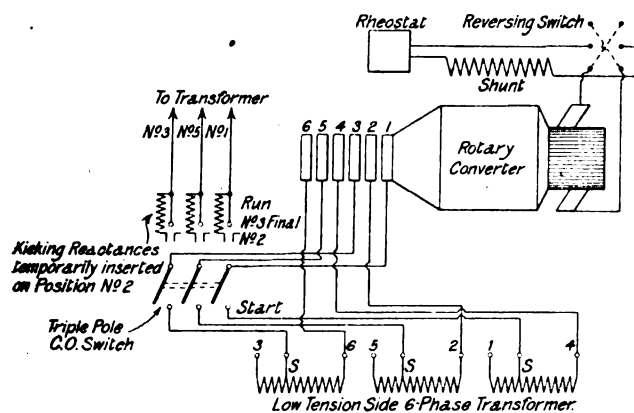 Rheostat
Reversing Switch
Shunt
To Transformer
Nº3 Nº5 Nº1
6 5 4 3 2 1
Rotary
Converter
Run
Nº3 Final
Nº2
Kicking Reactances
temporarily inserted
on Position Nº2
Start
Triple Pole
C.O. Switch
3 S 6 5 S 2 1 S 4
Low Tension Side 6-Phase Transformer.